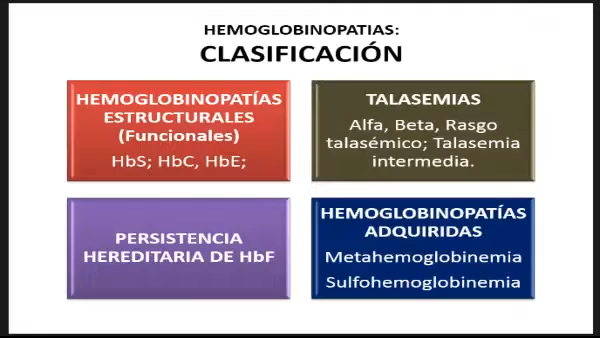 HEMOGLOBINOPATIAS:
CLASIFICACIÓN
HEMOGLOBINOPATÍAS
ESTRUCTURALES
(Funcionales)
HbS; HbC, HbE;
TALASEMIAS
Alfa, Beta, Rasgo
talasémico; Talasemia
intermedia.
PERSISTENCIA
HEREDITARIA DE HbF
HEMOGLOBINOPATÍAS
ADQUIRIDAS
Metahemoglobinemia
Sulfohemoglobinemia